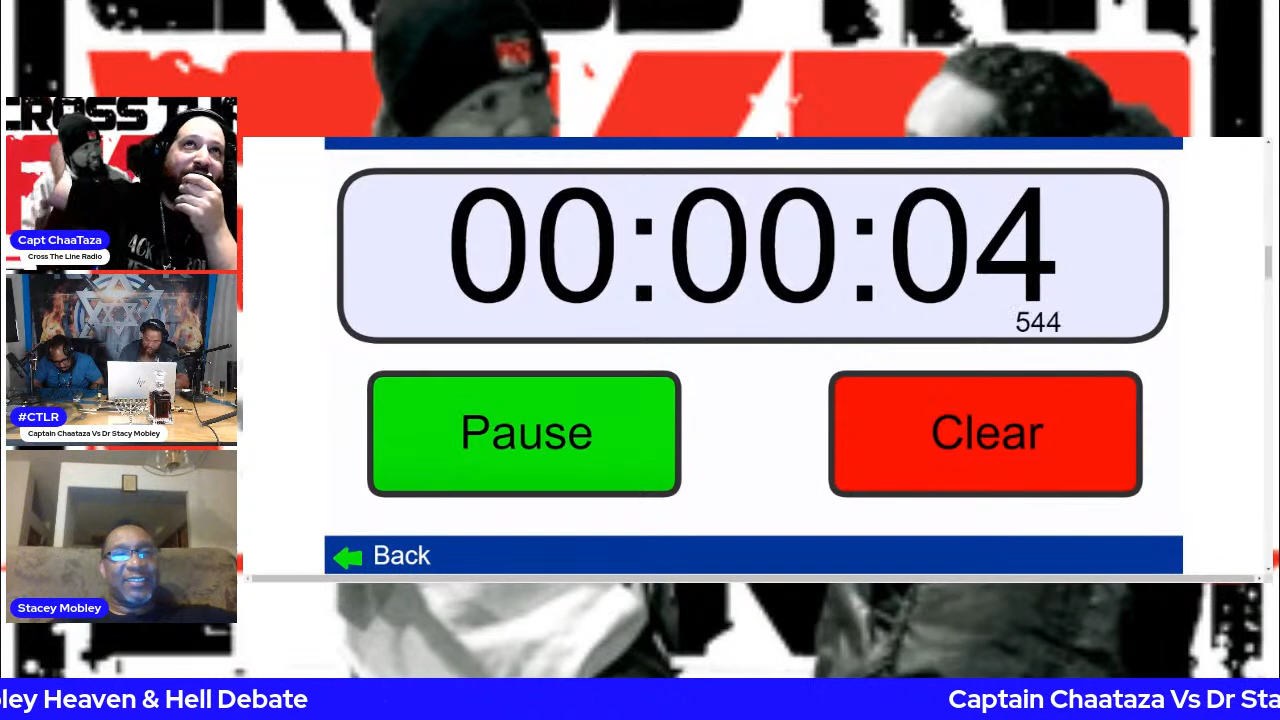 CROSS THE
Capt ChaaTaza
Cross The Line Radio
#CTLR
Captain Chaataza Vs Dr Stacy Mobley
Stacey Mobley
00:00:04
544
Pause
Clear
Back
ley Heaven & Hell Debate
Captain Chaataza Vs Dr Sta